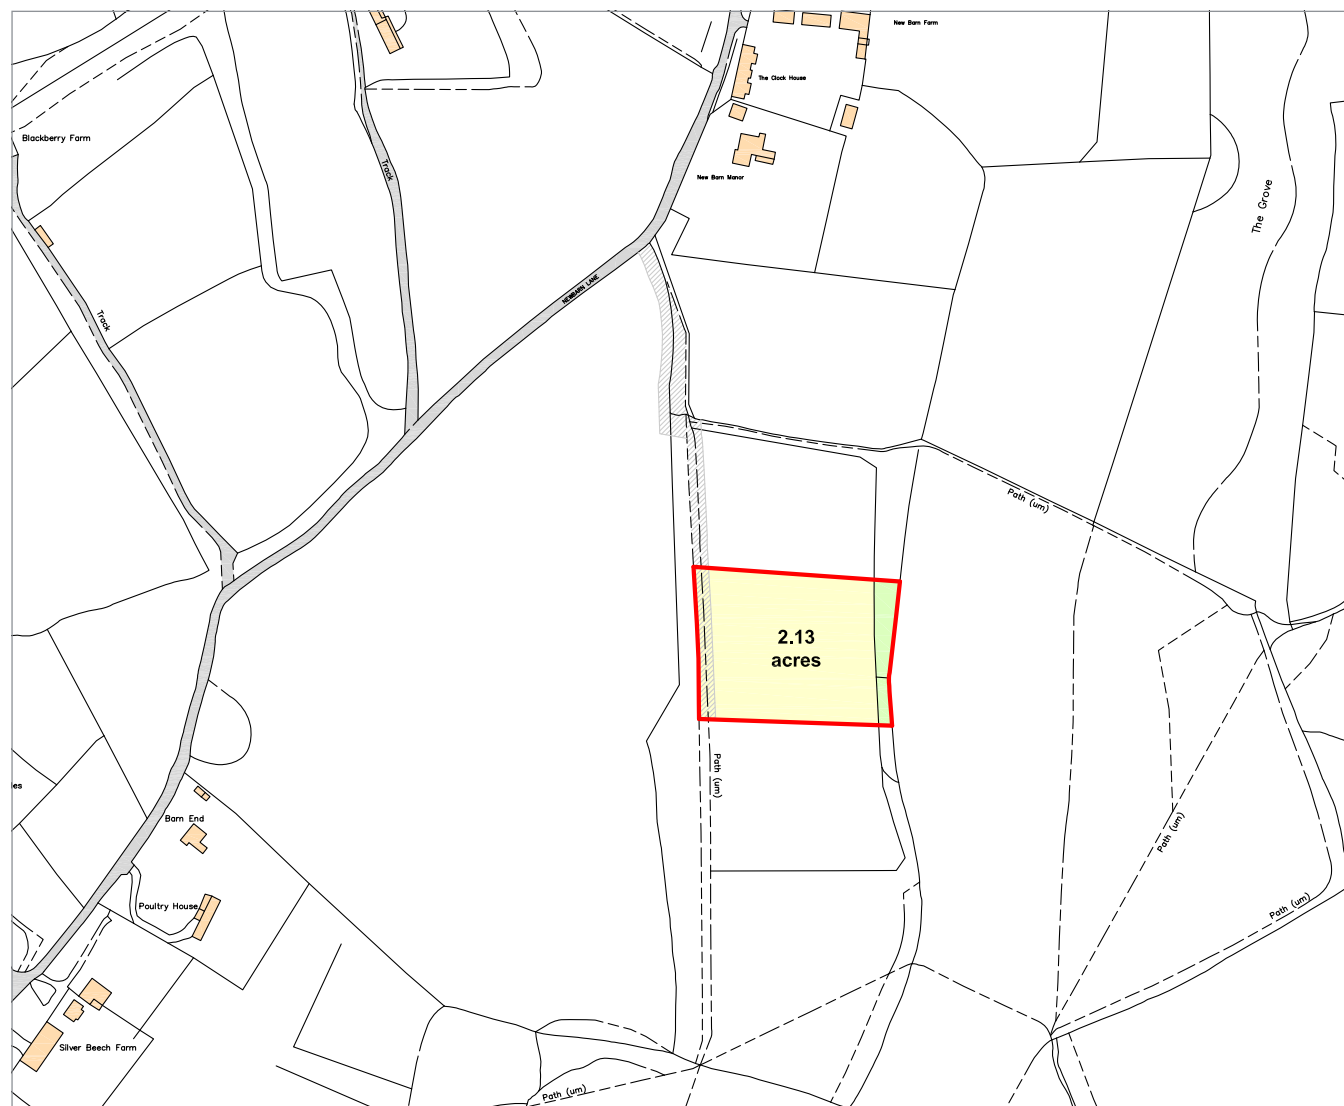 New Barn Farm
The Clock House
Blackberry Farm
Track
New Barn Manor
The Grove
NEWBARN LANE
Track
Path (um)
2.13
acres
Path (um)
les
Barn End
Path (um)
Poultry House
Path (um)
Silver Beech Farm
Path (um)